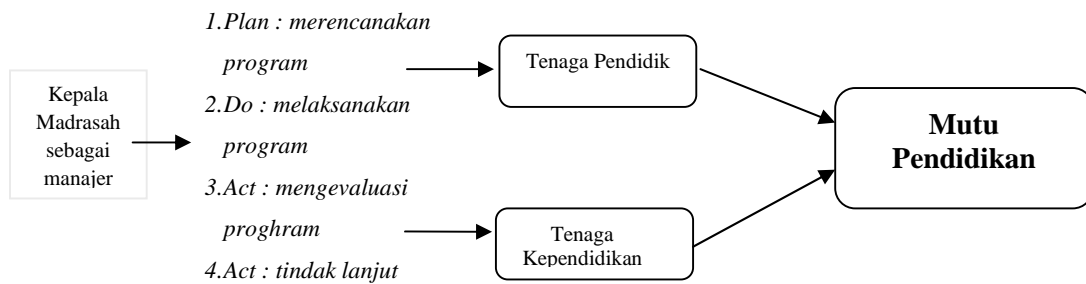 Kepala
Madrasah
sebagai
manajer
1.Plan : merencanakan
program
2.Do : melaksanakan
program
3.Act : mengevaluasi
proghram
4.Act : tindak lanjut
Tenaga Pendidik
Tenaga
Kependidikan
Mutu
Pendidikan